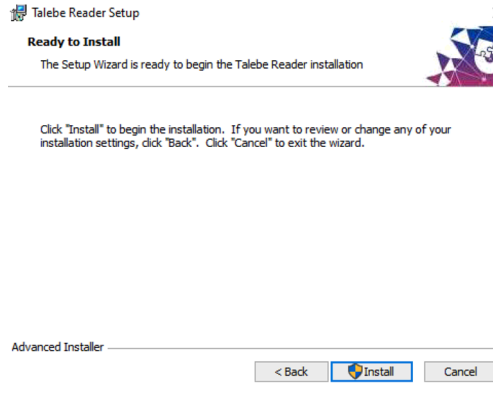 Talebe Reader Setup
Ready to Install
The Setup Wizard is ready to begin the Talebe Reader installation
Click "Install" to begin the installation.  If you want to review or change any of your
installation settings, click "Back".  Click "Cancel" to exit the wizard.
Advanced Installer
< Back
Install
Cancel